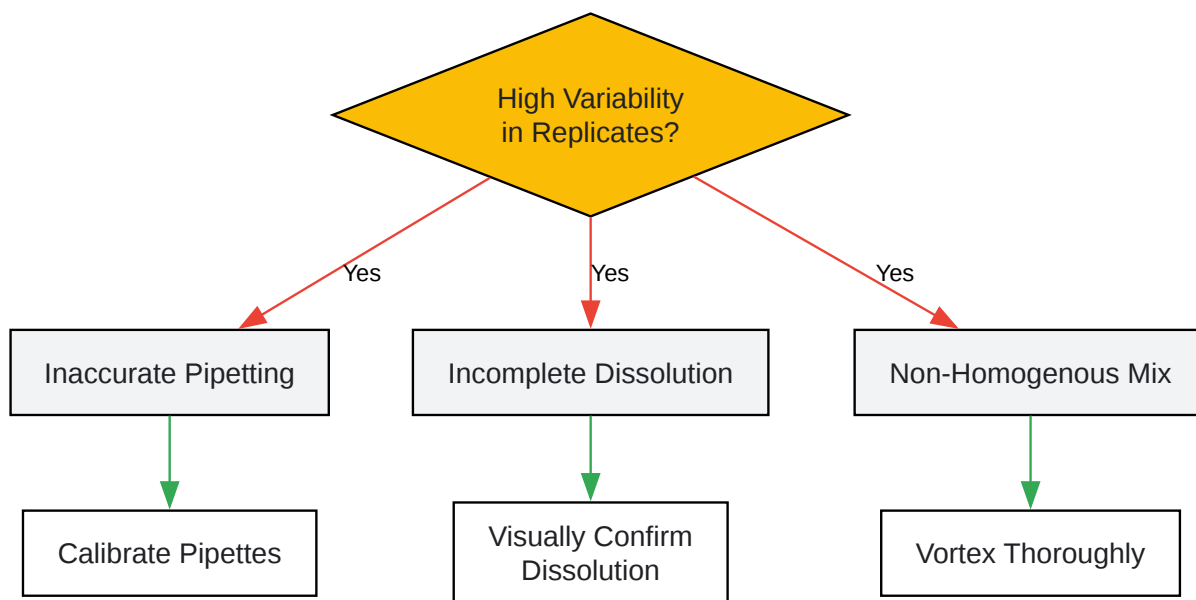 High Variability
in Replicates?
Yes
Yes
Yes
Inaccurate Pipetting
Incomplete Dissolution
Non-Homogenous Mix
Calibrate Pipettes
Visually Confirm
Dissolution
Vortex Thoroughly